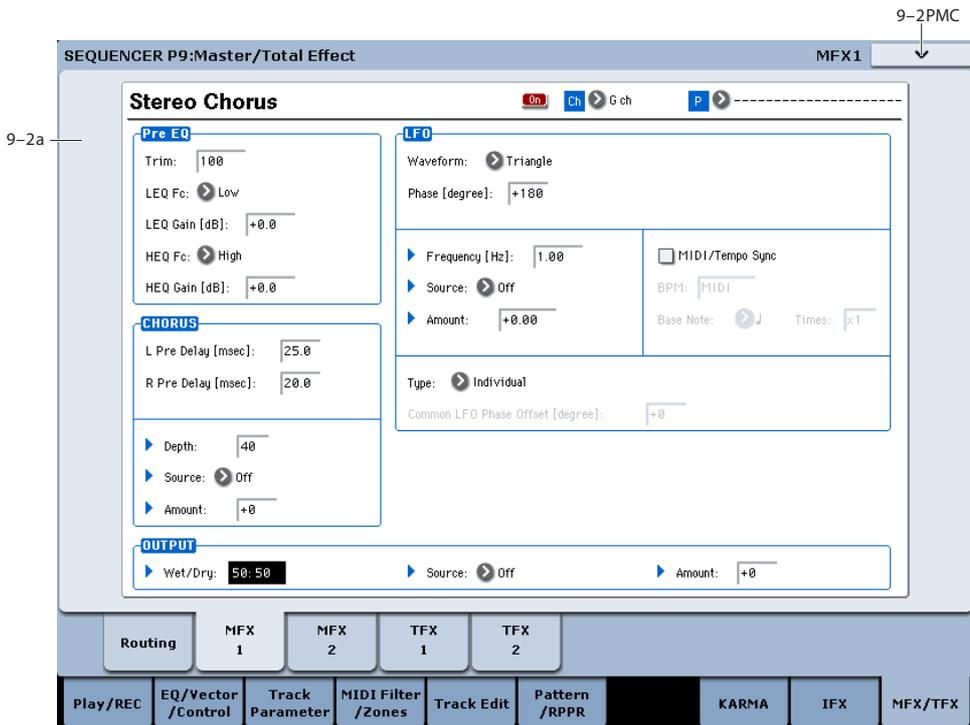 9–2PMC
SEQUENCER P9:Master/Total Effect MFX1
9–2a
Stereo Chorus On Ch G ch P --------------------
Pre EQ
Trim: 100
LEQ Fc: Low
LEQ Gain [dB]: +0.0
HEQ Fc: High
HEQ Gain [dB]: +0.0
CHORUS
L Pre Delay [msec]: 25.0
R Pre Delay [msec]: 20.0
Depth: 40
Source: Off
Amount: +0
LFO
Waveform: Triangle
Phase [degree]: +180
Frequency [Hz]: 1.00
Source: Off
Amount: +0.00
MIDI/Tempo Sync
BPM: MIDI
Base Note: ♩ Times: x1
Type: Individual
Common LFO Phase Offset [degree]: +0
OUTPUT
Wet/Dry: 50:50 Source: Off Amount: +0
Routing
MFX
1
MFX
2
TFX
1
TFX
2
Play/REC
EQ/Vector
/Control
Track
Parameter
MIDI Filter
/Zones
Track Edit
Pattern
/RPPR
KARMA
IFX
MFX/TFX